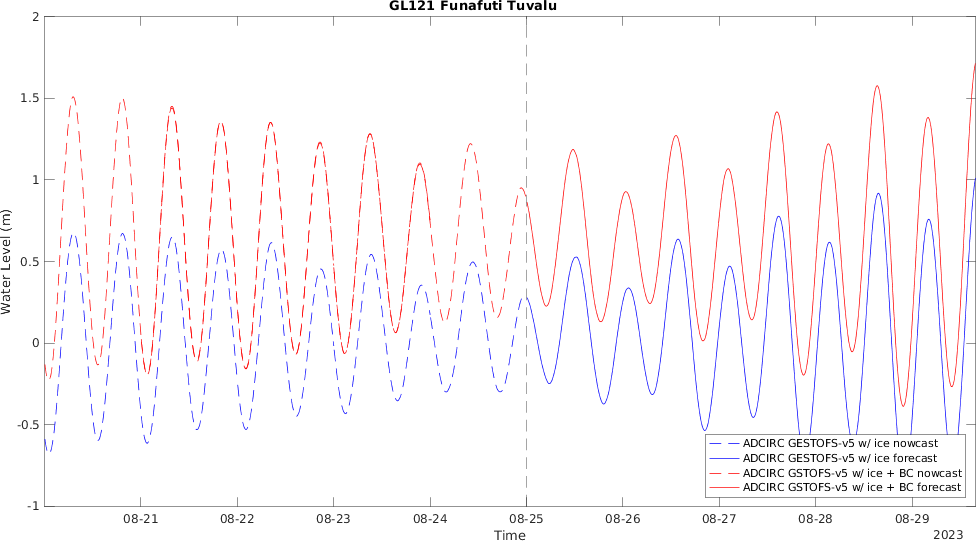 GL121 Funafuti Tuvalu
2
1.5
1
0.5
0
-0.5
-1
Water Level (m)
08-21 08-22 08-23 08-24 08-25 08-26 08-27 08-28 08-29
Time
2023
ADCIRC GESTOFS-v5 w/ ice nowcast
ADCIRC GESTOFS-v5 w/ ice forecast
ADCIRC GSTOFS-v5 w/ ice + BC nowcast
ADCIRC GSTOFS-v5 w/ ice + BC forecast